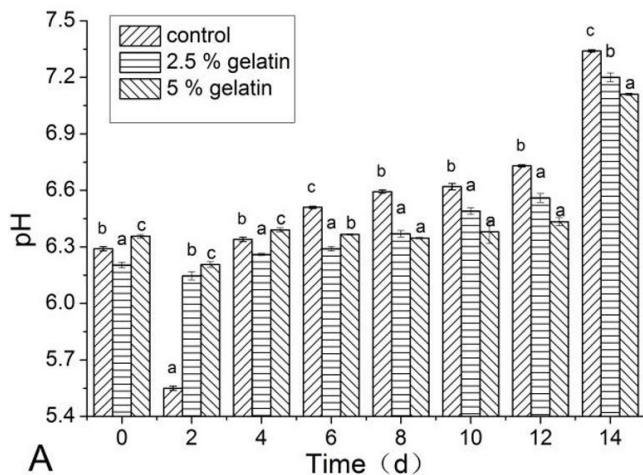 7.5
7.2
6.9
6.6
6.3
6.0
5.7
5.4
pH
control
2.5 % gelatin
5 % gelatin
b a c
a b c
b a c
c a b
b a a
b a a
b a a
c b a
0 2 4 6 8 10 12 14
Time（d）
A